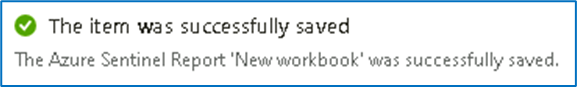 The item was successfully saved
The Azure Sentinel Report 'New workbook' was successfully saved.